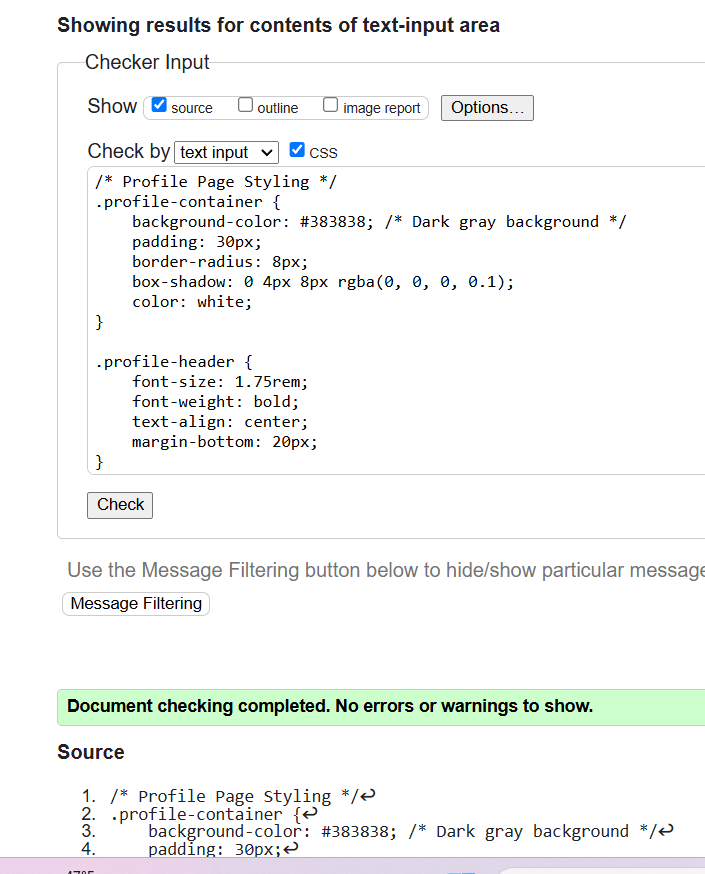 Showing results for contents of text-input area
Checker Input
Show source outline image report Options...
Check by text input CSS
/* Profile Page Styling */
.profile-container {
    background-color: #383838; /* Dark gray background */
    padding: 30px;
    border-radius: 8px;
    box-shadow: 0 4px 8px rgba(0, 0, 0, 0.1);
    color: white;
}

.profile-header {
    font-size: 1.75rem;
    font-weight: bold;
    text-align: center;
    margin-bottom: 20px;
}
Check
Use the Message Filtering button below to hide/show particular message
Message Filtering
Document checking completed. No errors or warnings to show.
Source
1. /* Profile Page Styling */↩
2. .profile-container {↩
3.     background-color: #383838; /* Dark gray background */↩
4.     padding: 30px;↩